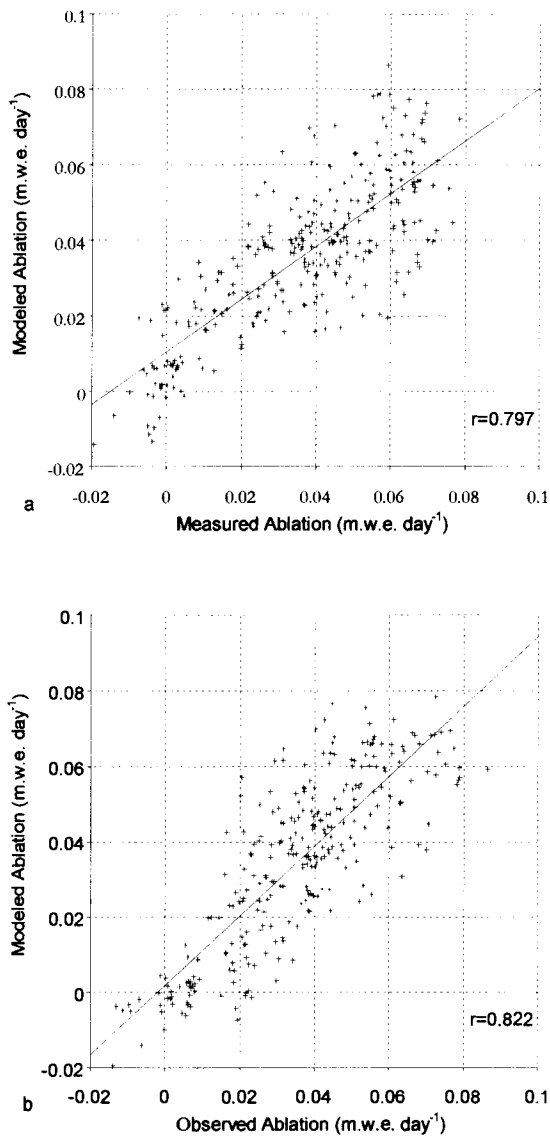 0.1
0.08
0.06
0.04
0.02
0
-0.02
Modeled Ablation (m.w.e. day-1)
r=0.797
-0.02 0 0.02 0.04 0.06 0.08 0.1
a
Measured Ablation (m.w.e. day-1)
0.1
0.08
0.06
0.04
0.02
0
-0.02
Modeled Ablation (m.w.e. day-1)
r=0.822
-0.02 0 0.02 0.04 0.06 0.08 0.1
b
Observed Ablation (m.w.e. day-1)